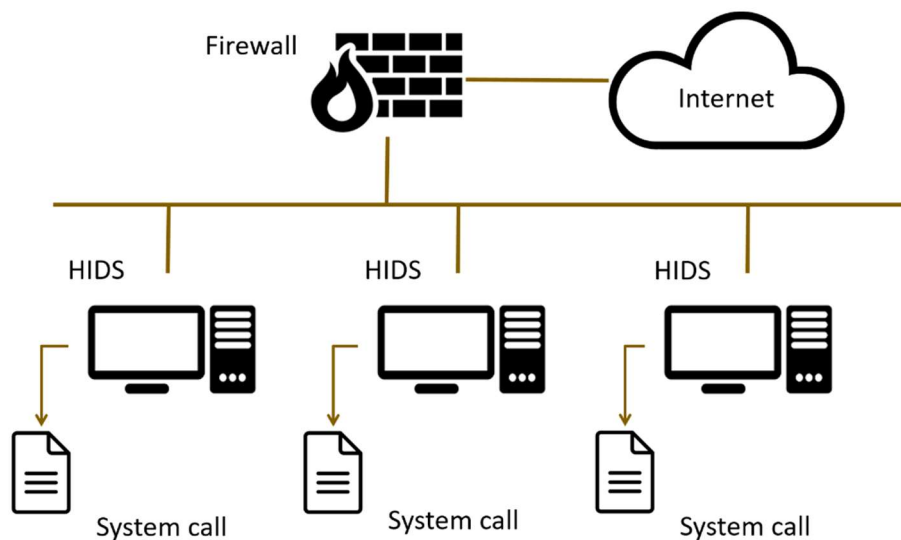 Firewall
Internet
HIDS
HIDS
HIDS
System call
System call
System call